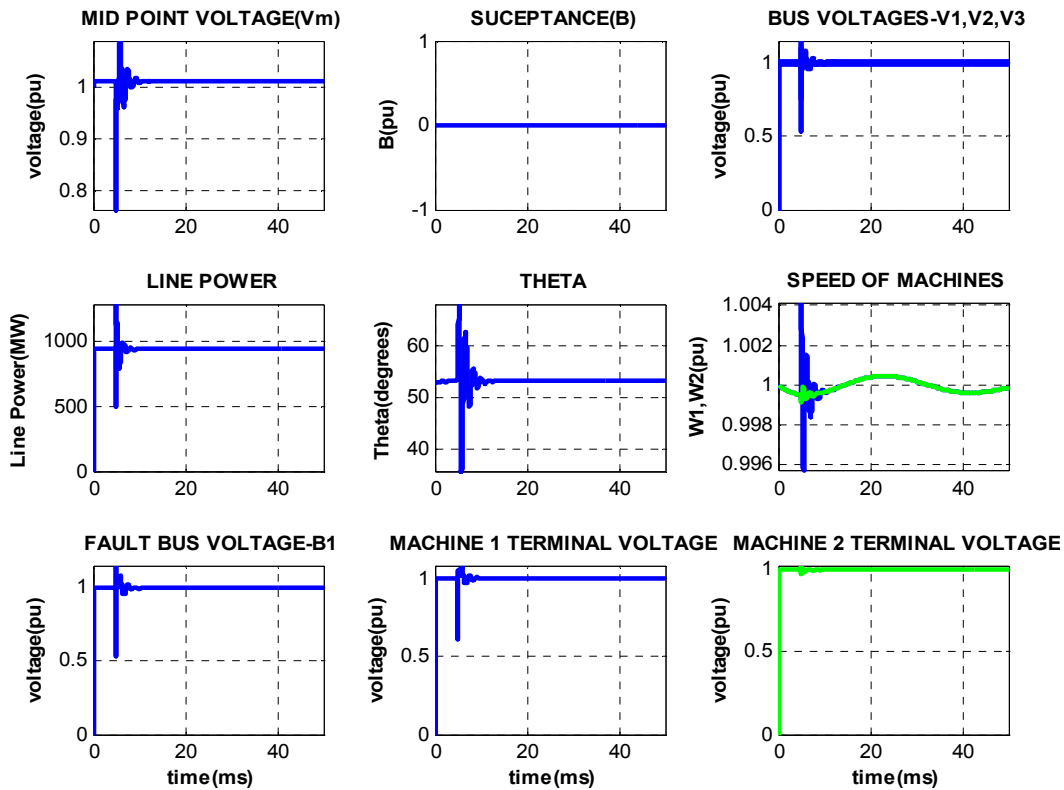 MID POINT VOLTAGE(Vm)
voltage(pu)
1
0.9
0.8
0
20
40
SUCEPTANCE(B)
B(pu)
1
0
-1
0
20
40
BUS VOLTAGES-V1,V2,V3
voltage(pu)
1
0.5
0
0
20
40
LINE POWER
Line Power(MW)
1000
500
0
0
20
40
THETA
Theta(degrees)
60
50
40
0
20
40
SPEED OF MACHINES
W1,W2(pu)
1.004
1.002
1
0.998
0.996
0
20
40
FAULT BUS VOLTAGE-B1
voltage(pu)
1
0.5
0
0
20
40
time(ms)
MACHINE 1 TERMINAL VOLTAGE
voltage(pu)
1
0.5
0
0
20
40
time(ms)
MACHINE 2 TERMINAL VOLTAGE
voltage(pu)
1
0.5
0
0
20
40
time(ms)